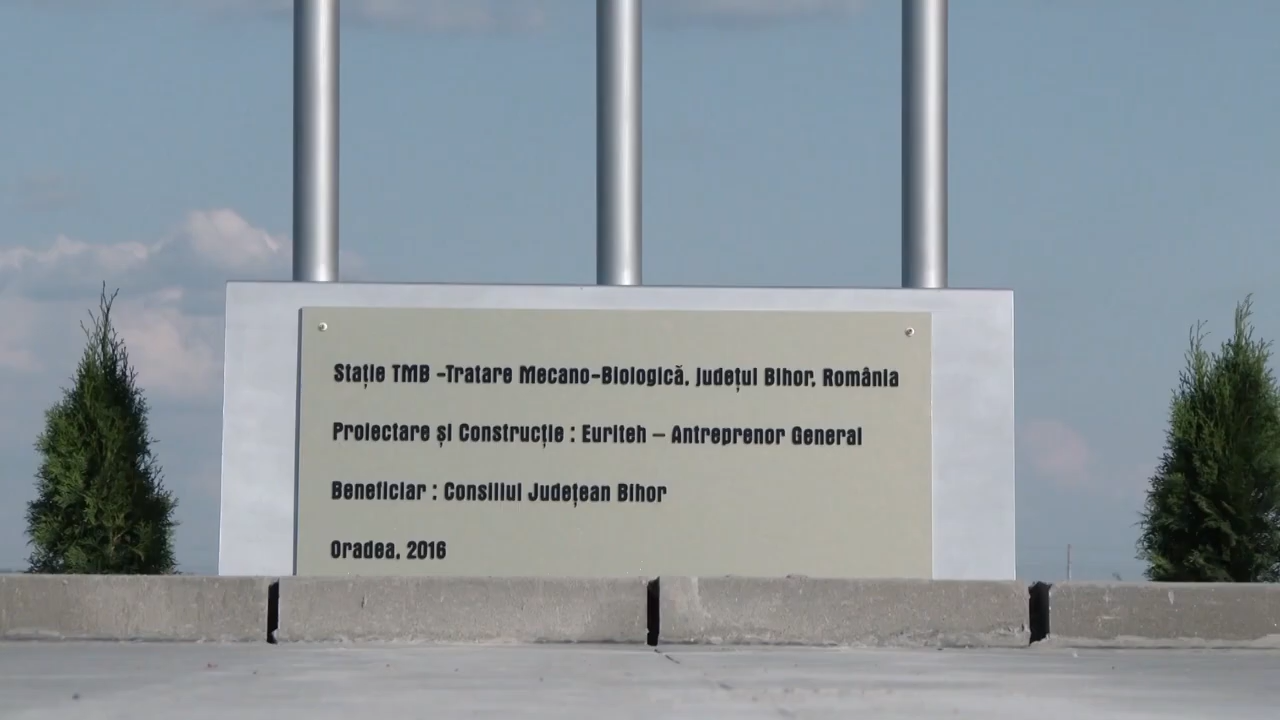 Stație TMB -Tratare Mecano-Biologică, Județul Bihor, România
Proiectare și Construcție : Euriteh – Antreprenor General
Beneficiar : Consiliul Județean Bihor
Oradea, 2016